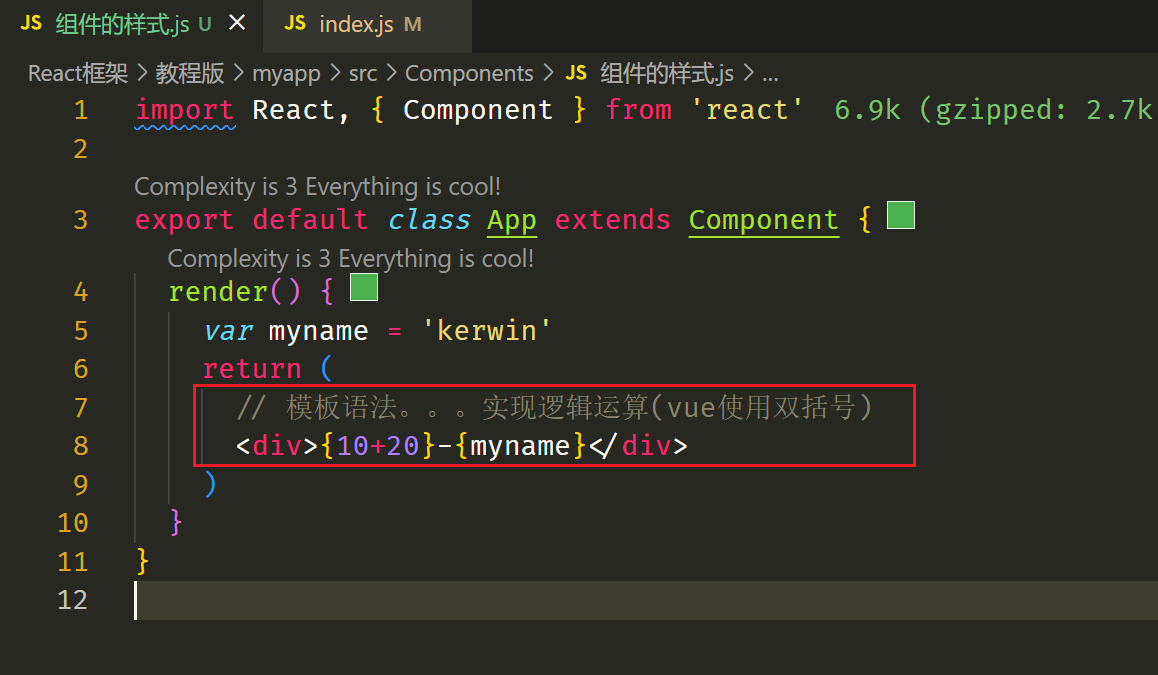 JS 组件的样式.js U × JS index.js M
React框架 > 教程版 > myapp > src > Components > JS 组件的样式.js > ...
1 import React, { Component } from 'react' 6.9k (gzipped: 2.7k
2
Complexity is 3 Everything is cool!
3 export default class App extends Component {
Complexity is 3 Everything is cool!
4 render() {
5 var myname = 'kerwin'
6 return (
7 // 模板语法。。。实现逻辑运算(vue使用双括号)
8 <div>{10+20}-{myname}</div>
9 )
10 }
11 }
12